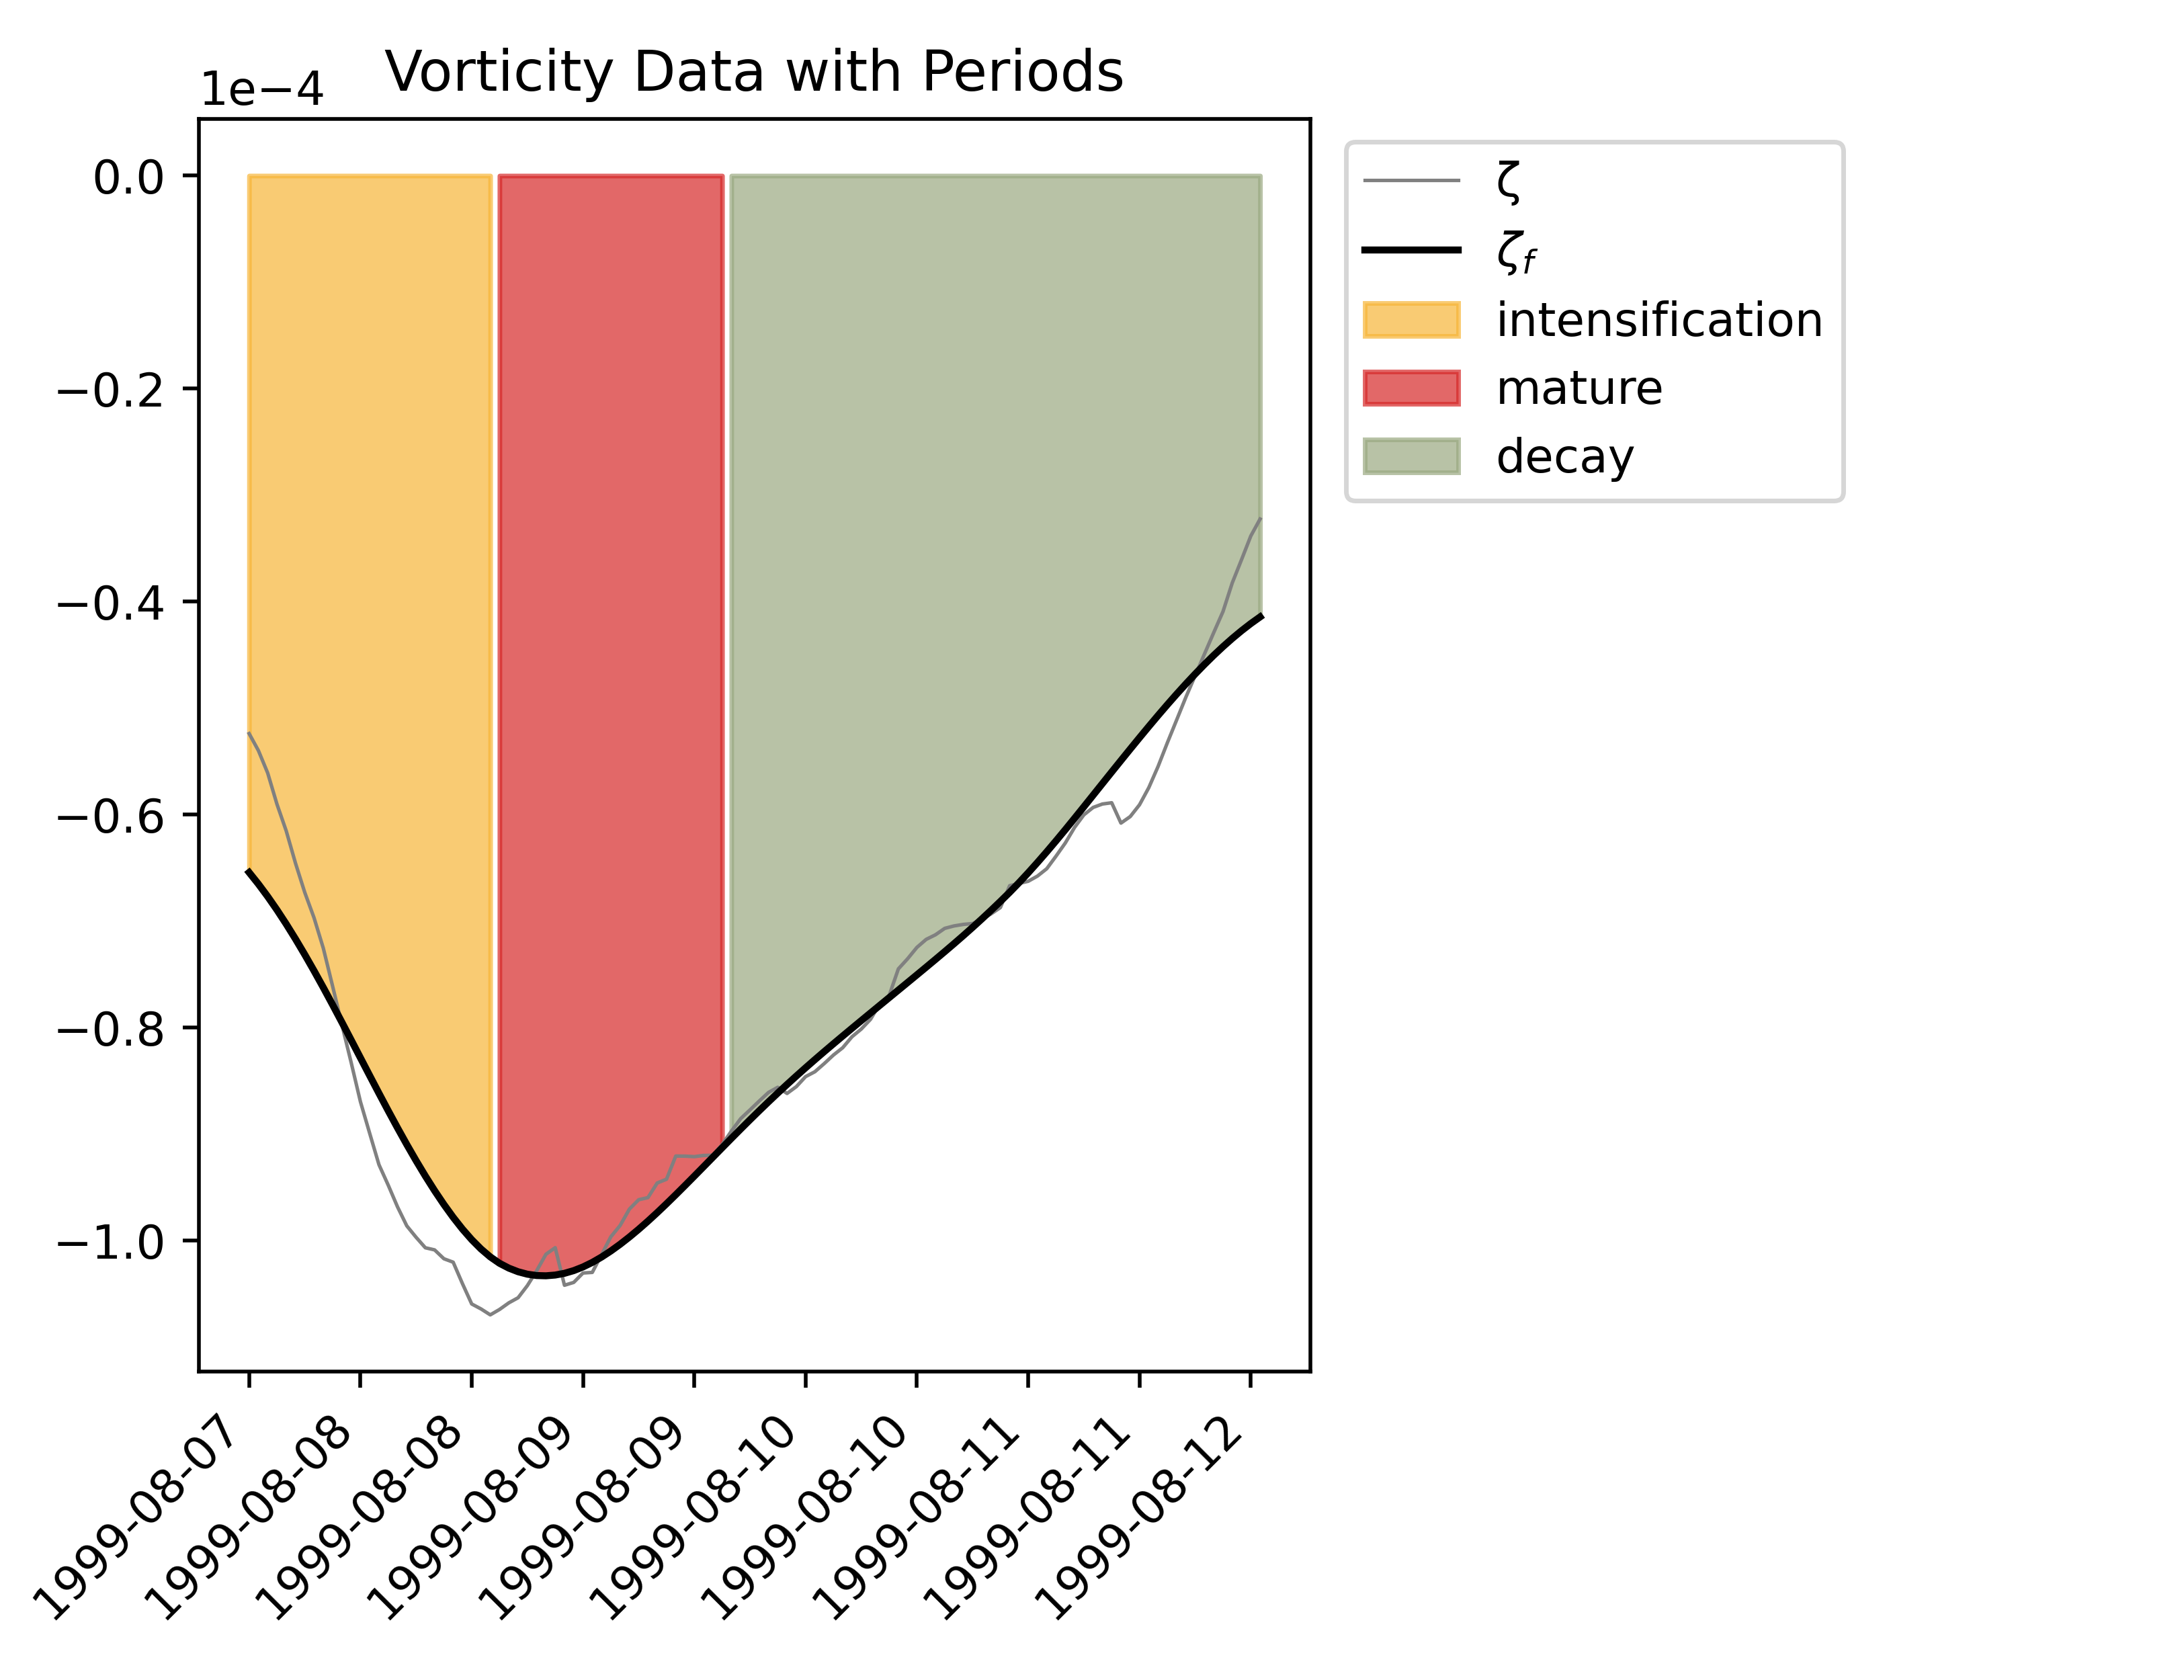 Vorticity Data with Periods
1e−4
0.0
−0.2
−0.4
−0.6
−0.8
−1.0
1999-08-07
1999-08-08
1999-08-08
1999-08-09
1999-08-09
1999-08-10
1999-08-10
1999-08-11
1999-08-11
1999-08-12
ζ
ζf
intensification
mature
decay